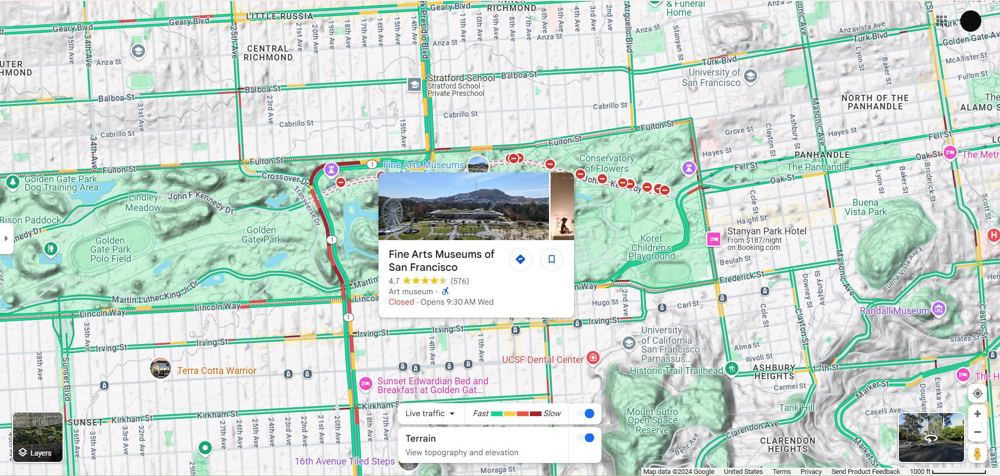 Geary Blvd
Geary Blvd
Geary Blvd
LITTLE RUSSIA
RICHMOND
& Funeral
Home
Anza St
35th Ave
34th Ave
25th Ave
21st Ave
20th Ave
19th Ave
18th Ave
17th Ave
16th Ave
15th Ave
14th Ave
Presidio Blvd
11th Ave
10th Ave
9th Ave
8th Ave
7th Ave
6th Ave
5th Ave
4th Ave
3rd Ave
2nd Ave
Arguello Blvd
Anza St
Anza St
Anza St
Anza St
Stanyan St
400'
200'
200'
Masonic Ave
Anzavista Ave
Turk Blvd
Golden Gate Av
CENTRAL
RICHMOND
Turk Blvd
University of
San Francisco
Lyon St
Baker St
McAllister St
Fulton St
Stratford School
Stratford School -
Private Preschool
Balboa St
Balboa St
Balboa St
NORTH OF THE
PANHANDLE
The
ALAMO S
31st Ave
23rd Ave
Cabrillo St
Cabrillo St
Cabrillo St
Cabrillo St
15th Ave
34th Ave
Masonic Ave
Grove St
Clayton St
Ashbury St
Hayes St
Hayes St
Fulton St
Fulton St
Fulton St
Fulton St
Fell St
Fell St
Oak St
Oak St
PANHANDLE
The Panhandle
The Metr
Broderick St
Fine Arts Museums
1
Conservatory
of Flowers
Golden Gate Park
Dog Training Area
Crossover Dr
Transverse Dr
Lindley
Meadow
John F Kennedy Dr
Bison Paddock
nedy Dr
Golden
Gate Park
200'
Golden
Gate Park
Polo Field
1
Koret
Children's
Playground
Cole St
Lyon St
Baker St
Haight St
Buena
Vista Park
Scott St
Stanyan Park Hotel
From $187/night
on Booking.com
Beulah St
Fine Arts Museums of
San Francisco
4.7 (576)
Art museum ·
Closed · Opens 9:30 AM Wed
Frederick St
Masonic Ave
Buena Vista Ave E
Martin Luther King Jr Dr
Martin
n Way
Lincoln Way
Lincoln Way
Lincol
1
Hugo St
2nd Ave
Carl St
Cole St
Downey St
Ashbury St
Randall Museum
Castro St
Irving St
Irving St
Irving St
Irving St
Irving St
35th Ave
38th Ave
Sunset Blvd
14th Ave
11th Ave
University
of California
San Francisco
Parnassus...
UCSF Dental Center
Historic Trail Trailhead
Clayton St
Alma St
Rivoli St
States St
ASHBURY
HEIGHTS
17th St
Market St
Carmel St
Eureka St
Douglass
The H
Terra Cotta Warrior
200'
Sunset Edwardian Bed and
Breakfast at Golden Gat...
Kirkham St
Kirkham St
Kirkham St
SUNSET
36th Ave
35th Ave
33rd Ave
32nd Ave
29th
27th Ave
26th Ave
25th Ave
24th Ave
23rd Ave
22nd Ave
21st Ave
20th Ave
18th Ave
17th Ave
Live traffic
Fast
Slow
Terrain
View topography and elevation
Mount Sutro
Open Space
Reserve
Tank Hill
Caselli Ave
Clarendon Ave
CLARENDON
HEIGHTS
Behr Ave
Market St
Layers
16th Avenue Tiled Steps
Moraga St
Map data ©2024 Google
United States
Terms
Privacy
Send Product Feedback
1000 ft